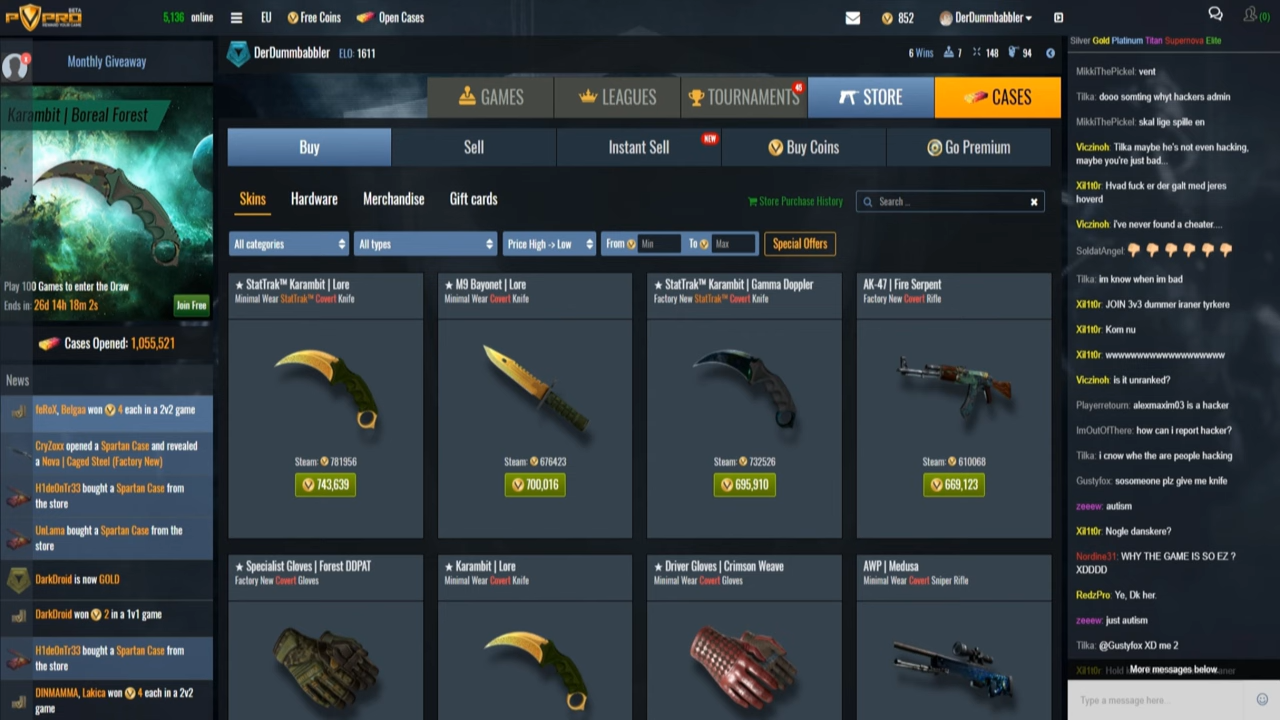 PVPRO
BETA
5,136 online
EU
Free Coins
Open Cases
852
DerDummbabbler
(0)
Monthly Giveaway
Karambit | Boreal Forest
Play 100 Games to enter the Draw
Ends in: 26d 14h 18m 2s
Join Free
Cases Opened: 1,055,521
News
feRoX, Belgaa won 4 each in a 2v2 game
CryZoxx opened a Spartan Case and revealed
a Nova | Caged Steel (Factory New)
H1de0nTr33 bought a Spartan Case from
the store
UnLama bought a Spartan Case from the
store
DarkDroid is now GOLD
DarkDroid won 2 in a 1v1 game
H1de0nTr33 bought a Spartan Case from
the store
DINMAMMA, Lakica won 4 each in a 2v2
game
DerDummbabbler ELO: 1611
6 Wins 7 148 94
GAMES
LEAGUES
TOURNAMENTS
STORE
CASES
Buy
Sell
Instant Sell
NEW
Buy Coins
Go Premium
Skins
Hardware
Merchandise
Gift cards
Store Purchase History
Search ..
All categories
All types
Price High -> Low
From Min
To Max
Special Offers
★ StatTrak™ Karambit | Lore
Minimal Wear StatTrak™ Covert Knife
Steam: 781956
743,639
★ M9 Bayonet | Lore
Minimal Wear Covert Knife
Steam: 676423
700,016
★ StatTrak™ Karambit | Gamma Doppler
Factory New StatTrak™ Covert Knife
Steam: 732526
695,910
AK-47 | Fire Serpent
Factory New Covert Rifle
Steam: 610068
669,123
★ Specialist Gloves | Forest DDPAT
Factory New Covert Gloves
★ Karambit | Lore
Minimal Wear Covert Knife
★ Driver Gloves | Crimson Weave
Minimal Wear Covert Gloves
AWP | Medusa
Minimal Wear Covert Sniper Rifle
Silver Gold Platinum Titan Supernova Elite
MikkiThePickel: vent
Tilka: dooo somting whyt hackers admin
MikkiThePickel: skal lige spille en
Viczinoh: Tilka maybe he's not even hacking,
maybe you're just bad...
Xil1t0r: Hvad fuck er der galt med jeres
hoverd
Viczinoh: i've never found a cheater....
SoldatAngel: 👎 👎 👎 👎 👎 👎
Tilka: im know when im bad
Xil1t0r: JOIN 3v3 dummer iraner tyrkere
Xil1t0r: Kom nu
Xil1t0r: wwwwwwwwwwwwwwwwwww
Viczinoh: is it unranked?
Playerretourn: alexmaxim03 is a hacker
ImOutOfThere: how can i report hacker?
Tilka: i cnow whe the are people hacking
Gustyfox: sosomeone plz give me knife
zeeew: autism
Xil1t0r: Nogle danskere?
Nordine31: WHY THE GAME IS SO EZ ?
XDDDD
RedzPro: Ye, Dk her.
zeeew: just autism
Tilka: @Gustyfox XD me 2
Xil1t0r: Hold
More messages below
Type a message here...